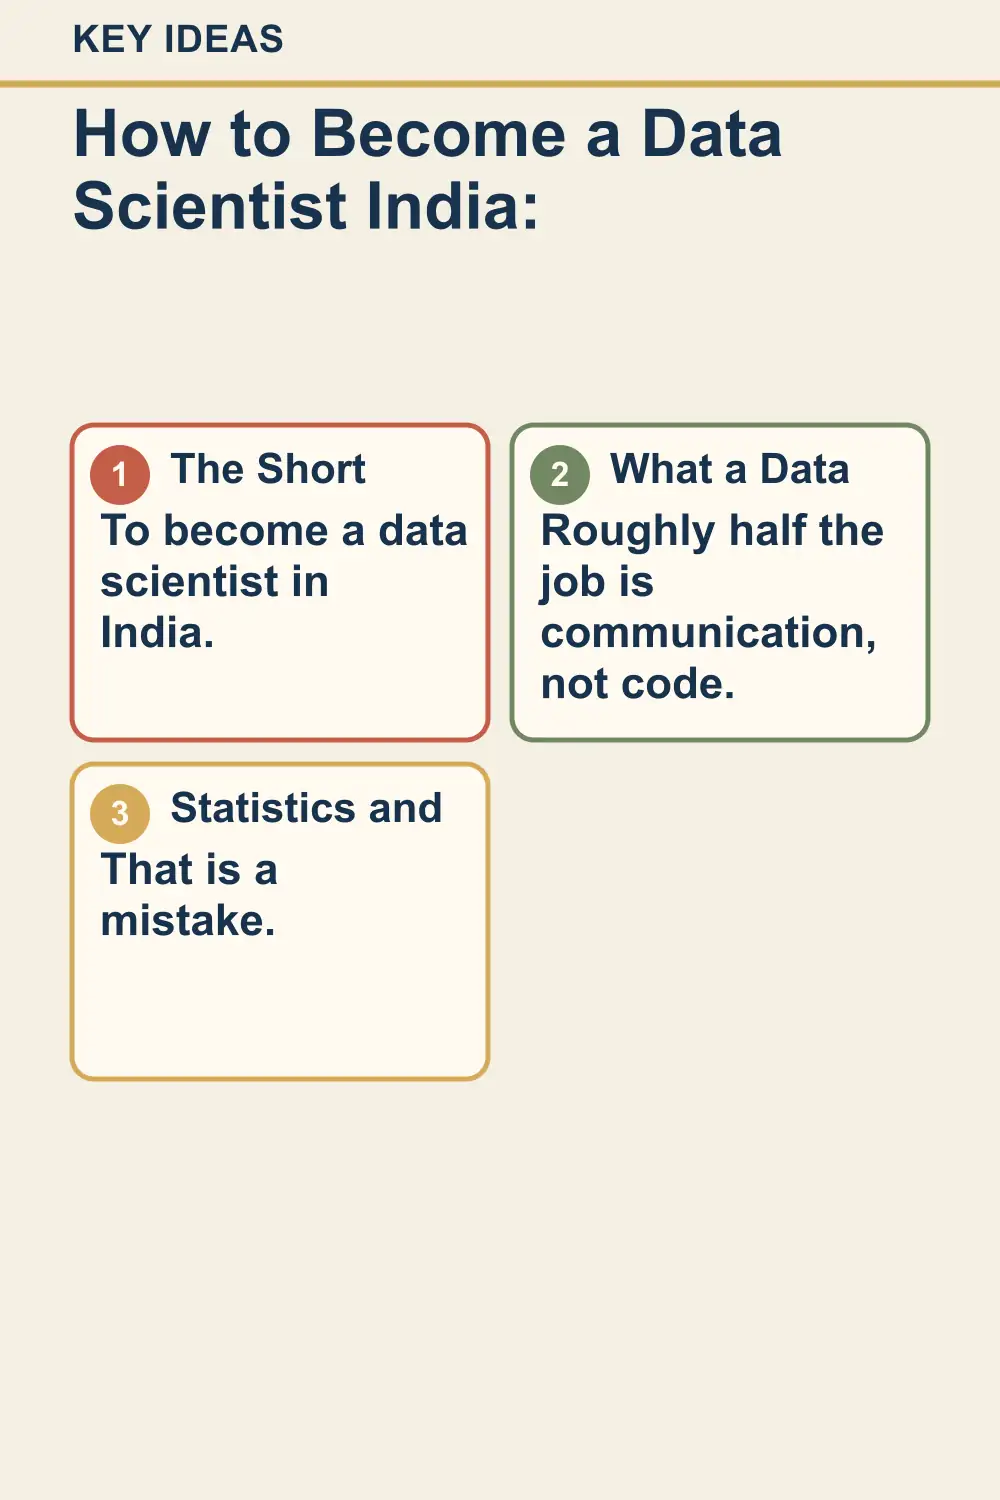 KEY IDEAS
How to Become a Data
Scientist India:
1
The Short
To become a data
scientist in
India.
2
What a Data
Roughly half the
job is
communication,
not code.
3
Statistics and
That is a
mistake.